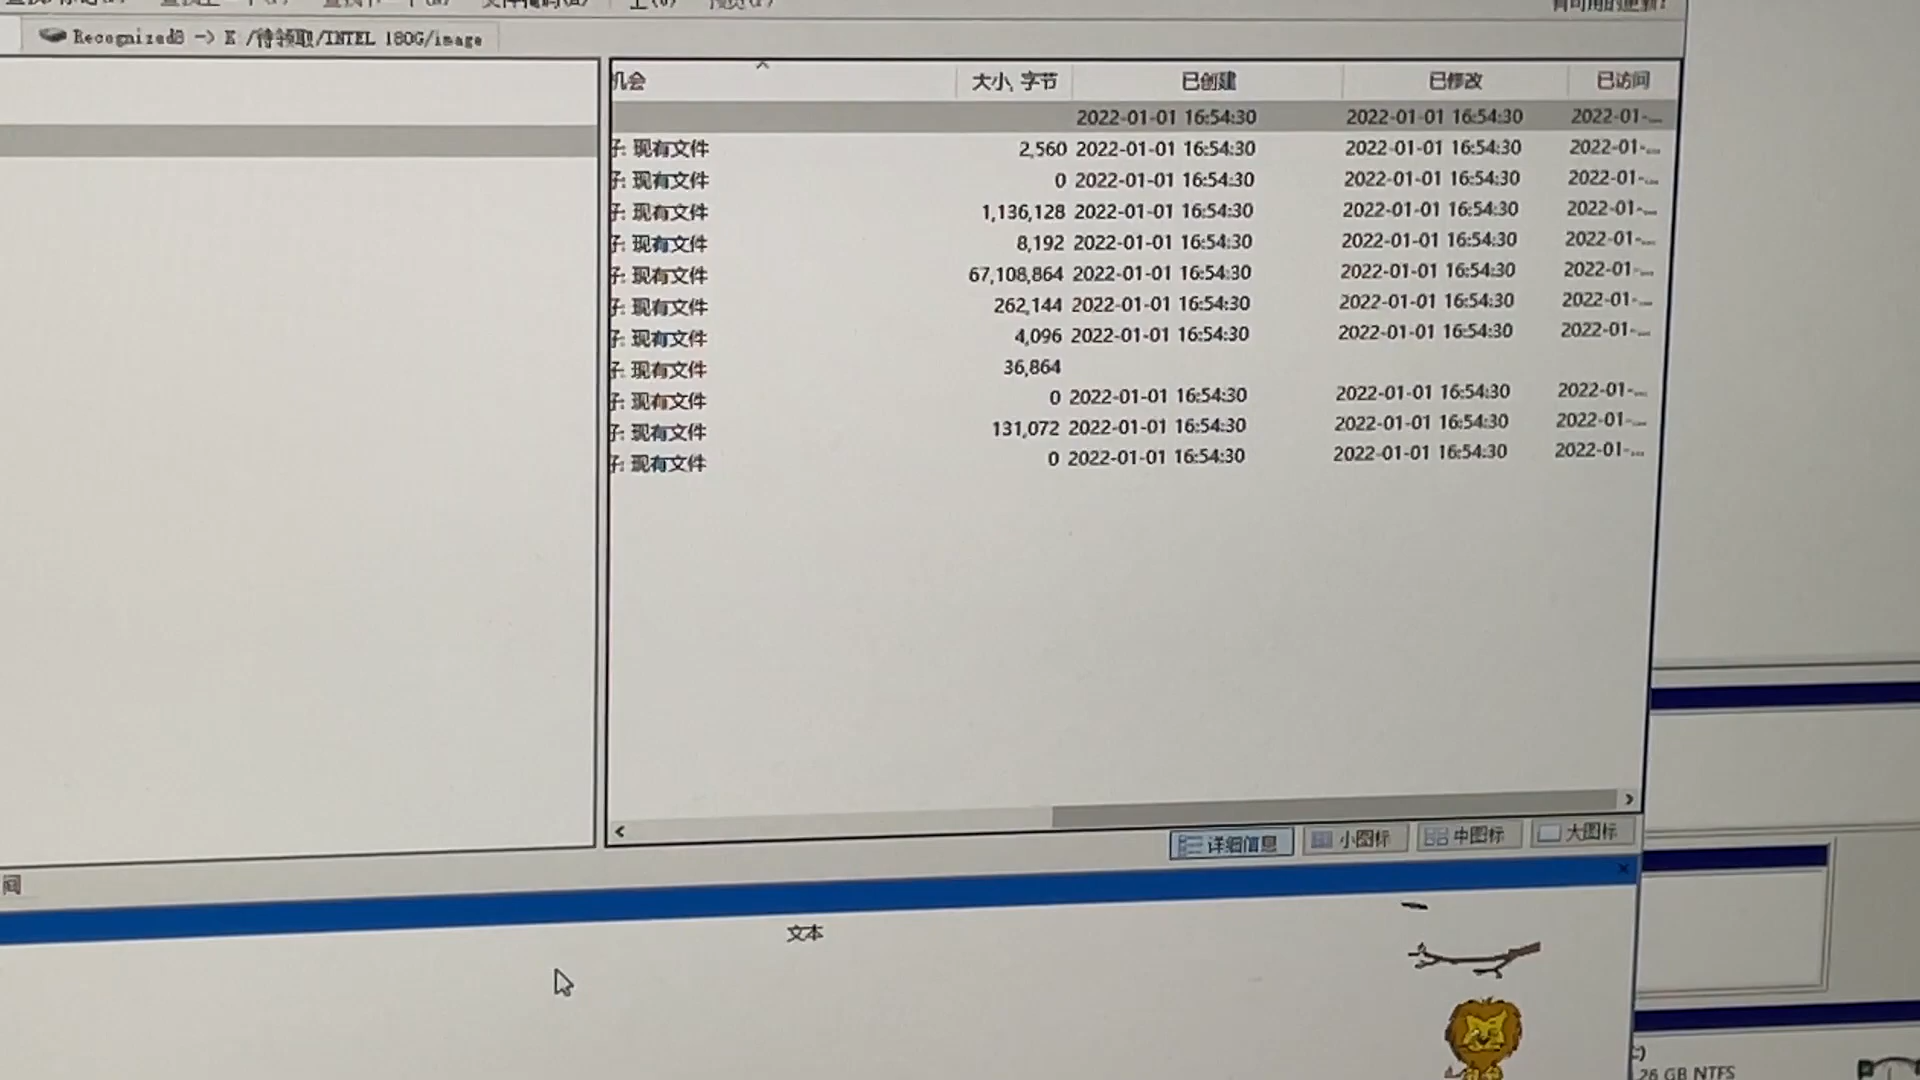 Recognized8 -> E /待领取/INTEL 180G/image
机会 大小, 字节 已创建 已修改 已访问
2022-01-01 16:54:30 2022-01-01 16:54:30 2022-01-...
子: 现有文件 2,560 2022-01-01 16:54:30 2022-01-01 16:54:30 2022-01-...
子: 现有文件 0 2022-01-01 16:54:30 2022-01-01 16:54:30 2022-01-...
子: 现有文件 1,136,128 2022-01-01 16:54:30 2022-01-01 16:54:30 2022-01-...
子: 现有文件 8,192 2022-01-01 16:54:30 2022-01-01 16:54:30 2022-01-...
子: 现有文件 67,108,864 2022-01-01 16:54:30 2022-01-01 16:54:30 2022-01-...
子: 现有文件 262,144 2022-01-01 16:54:30 2022-01-01 16:54:30 2022-01-...
子: 现有文件 4,096 2022-01-01 16:54:30 2022-01-01 16:54:30 2022-01-...
子: 现有文件 36,864
子: 现有文件 0 2022-01-01 16:54:30 2022-01-01 16:54:30 2022-01-...
子: 现有文件 131,072 2022-01-01 16:54:30 2022-01-01 16:54:30 2022-01-...
子: 现有文件 0 2022-01-01 16:54:30 2022-01-01 16:54:30 2022-01-...
详细信息 小图标 中图标 大图标
间
文本
:)
26 GB NTFS